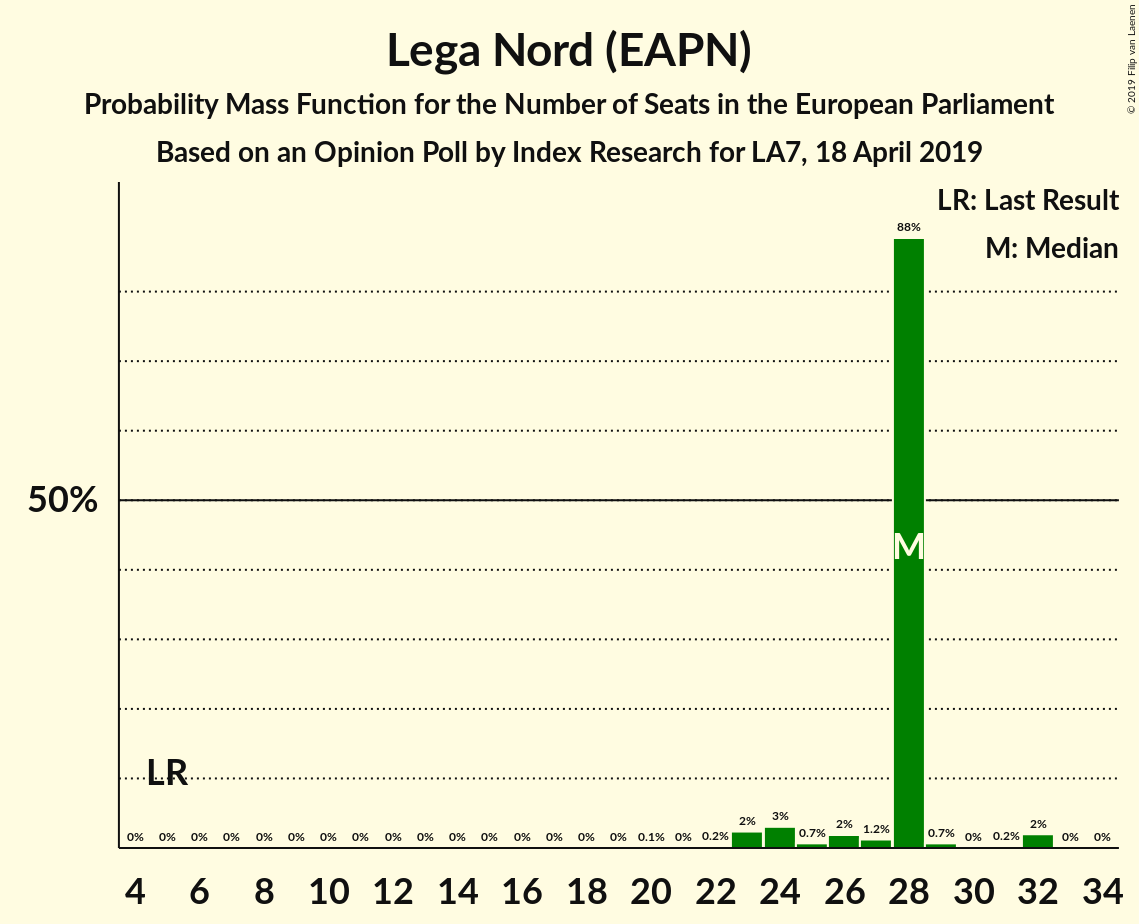 Lega Nord (EAPN)
Probability Mass Function for the Number of Seats in the European Parliament
Based on an Opinion Poll by Index Research for LA7, 18 April 2019
© 2019 Filip van Laenen
LR: Last Result
M: Median
88%
50%
M
LR
0% 0% 0% 0% 0% 0% 0% 0% 0% 0% 0% 0% 0% 0% 0% 0% 0.1% 0% 0.2% 2% 3% 0.7% 2% 1.2% 0.7% 0% 0.2% 2% 0% 0%
4 6 8 10 12 14 16 18 20 22 24 26 28 30 32 34